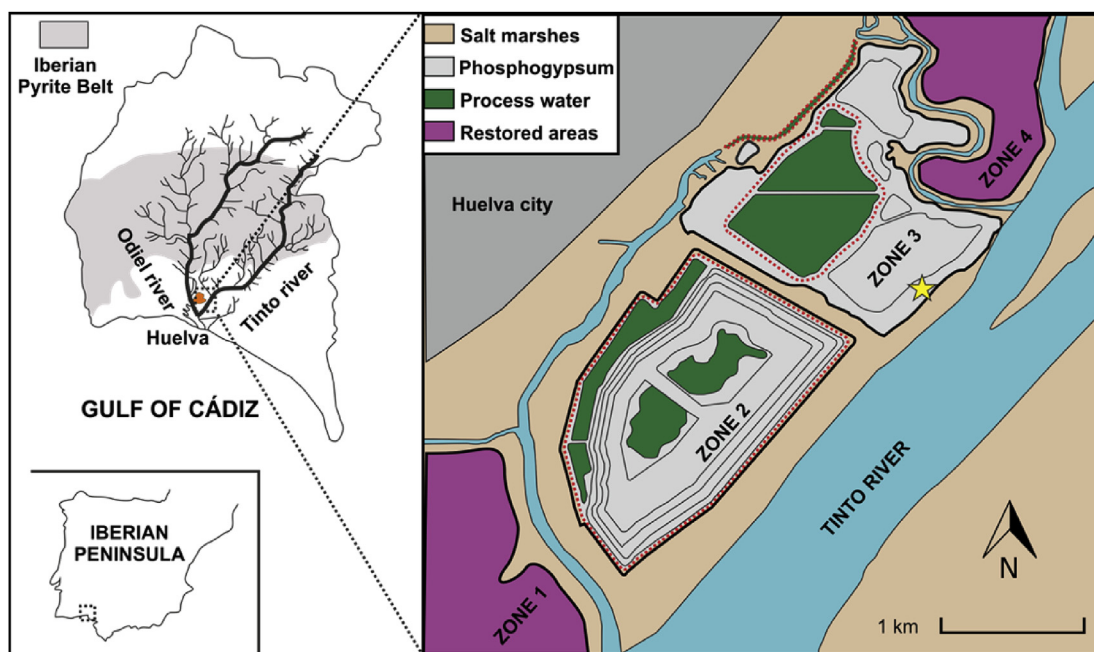 Iberian
Pyrite Belt
Odiel river
Tinto river
Huelva
GULF OF CÁDIZ
IBERIAN
PENINSULA
Salt marshes
Phosphogypsum
Process water
Restored areas
Huelva city
ZONE 4
ZONE 3
ZONE 2
ZONE 1
TINTO RIVER
N
1 km